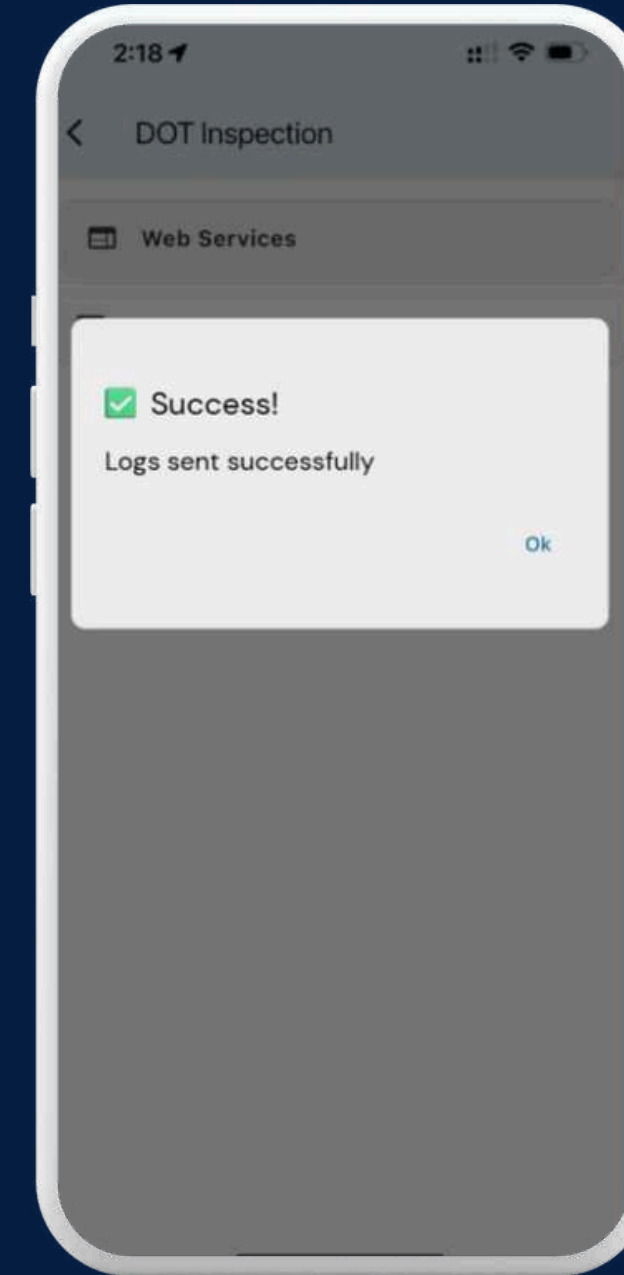 2:18
DOT Inspection
Web Services
✅ Success!
Logs sent successfully
Ok